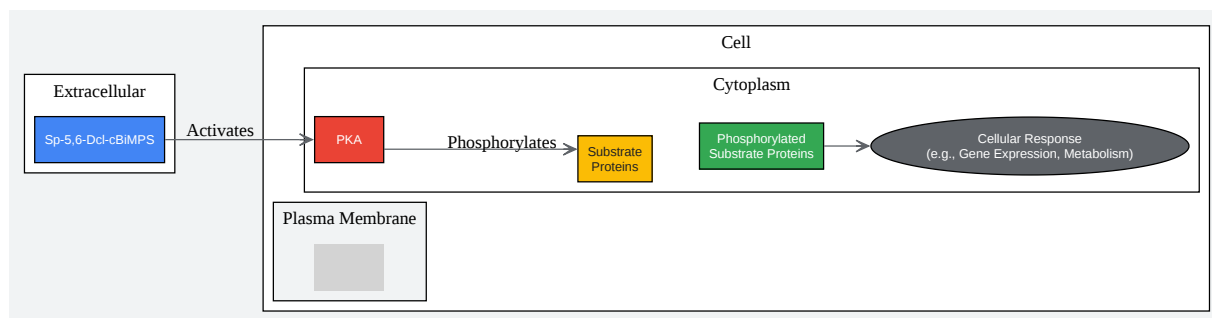 Cell
Extracellular
Sp-5,6-Dcl-cBiMPS
Activates
Cytoplasm
PKA
Phosphorylates
Substrate
Proteins
Phosphorylated
Substrate Proteins
Cellular Response
(e.g., Gene Expression, Metabolism)
Plasma Membrane